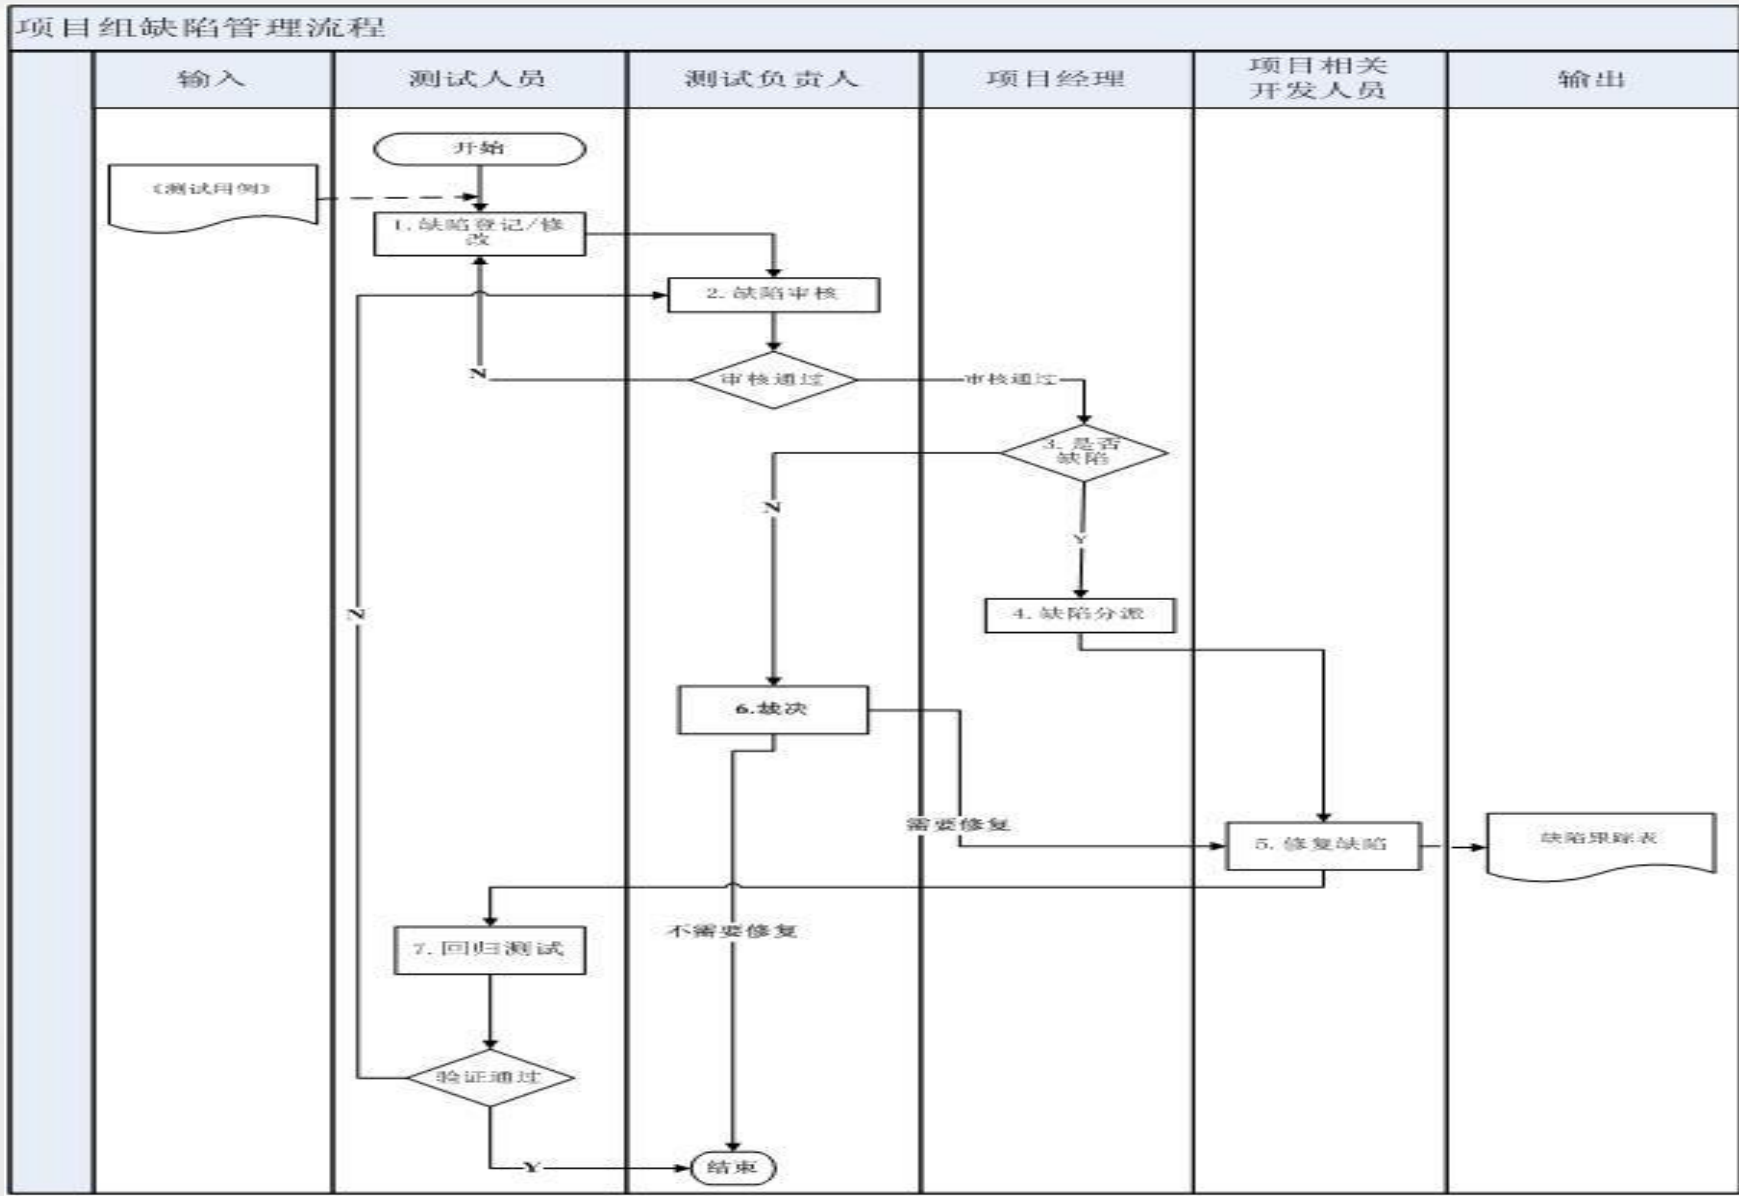 项目组缺陷管理流程
输入
测试人员
测试负责人
项目经理
项目相关
开发人员
输出
开始
《测试用例》
1.缺陷登记/修
改
2.缺陷审核
N
审核通过
审核通过
3.是否
缺陷
N
Y
N
4.缺陷分派
6.裁决
需要修复
5.修复缺陷
缺陷跟踪表
不需要修复
7.回归测试
验证通过
Y
结束